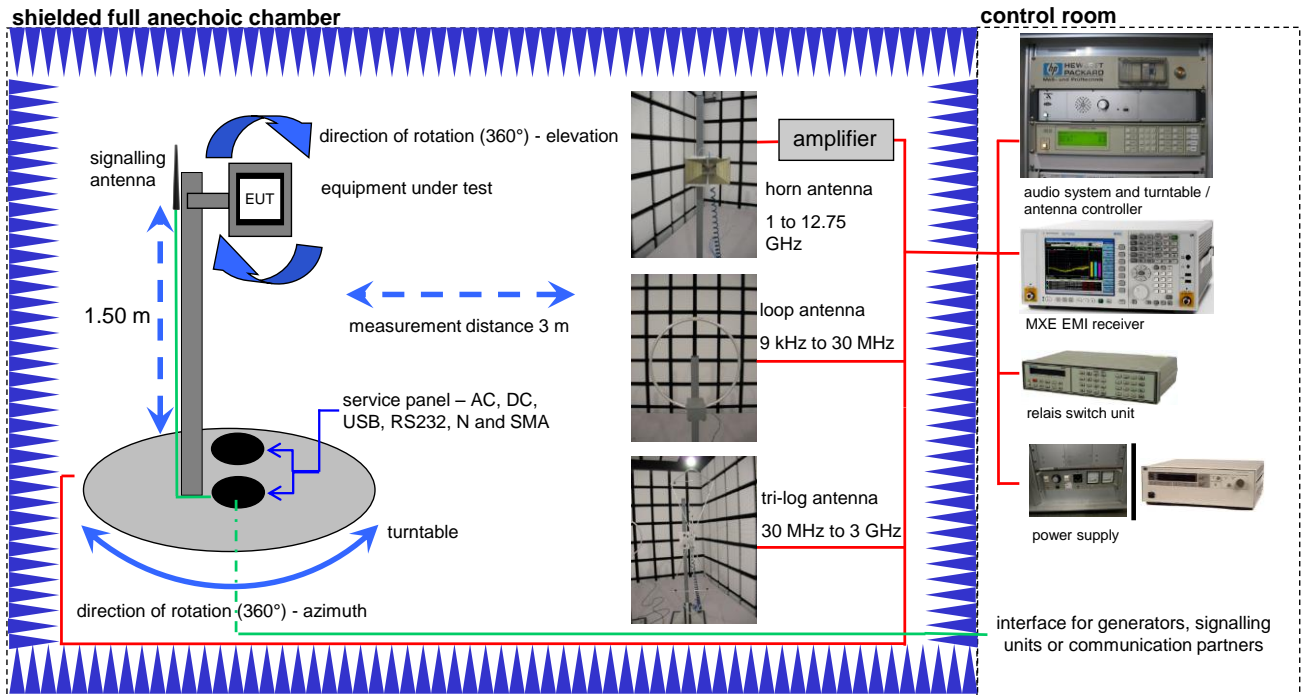 shielded full anechoic chamber
control room
direction of rotation (360°) - elevation
signalling
antenna
equipment under test
EUT
1.50 m
measurement distance 3 m
service panel – AC, DC,
USB, RS232, N and SMA
turntable
direction of rotation (360°) - azimuth
amplifier
horn antenna
1 to 12.75
GHz
loop antenna
9 kHz to 30 MHz
tri-log antenna
30 MHz to 3 GHz
hp HEWLETT
PACKARD
audio system and turntable /
antenna controller
MXE EMI receiver
relais switch unit
power supply
interface for generators, signalling
units or communication partners